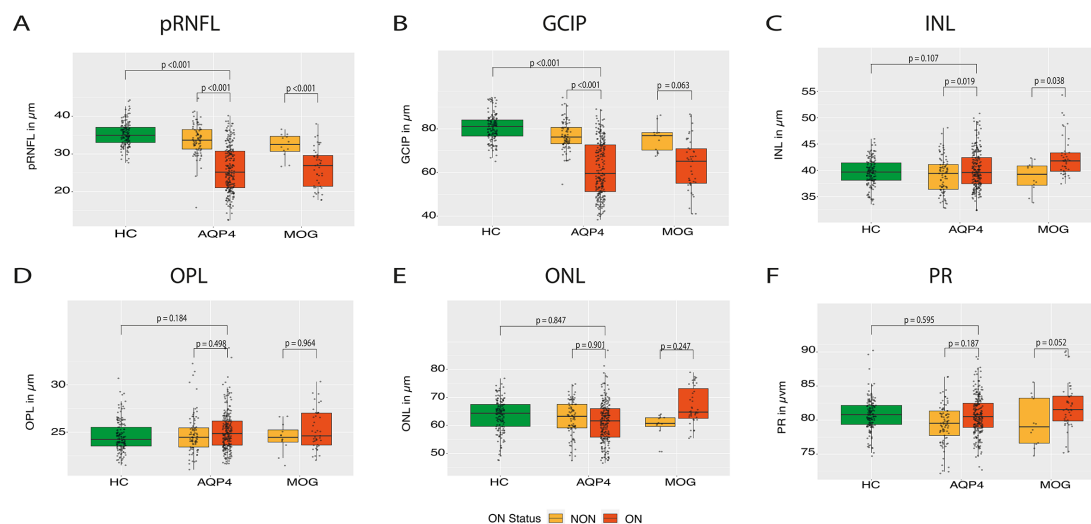 A pRNFL
p <0.001
p <0.001
p <0.001
pRNFL in µm
40
30
20
HC AQP4 MOG
B GCIP
p <0.001
p <0.001
p = 0.063
GCIP in µm
80
60
40
HC AQP4 MOG
C INL
p = 0.107
p = 0.019
p = 0.038
INL in µm
55
50
45
40
35
HC AQP4 MOG
D OPL
p = 0.184
p = 0.498
p = 0.964
OPL in µm
30
25
HC AQP4 MOG
E ONL
p = 0.847
p = 0.901
p = 0.247
ONL in µm
80
70
60
50
HC AQP4 MOG
F PR
p = 0.595
p = 0.187
p = 0.052
PR in µvm
90
85
80
75
HC AQP4 MOG
ON Status NON ON